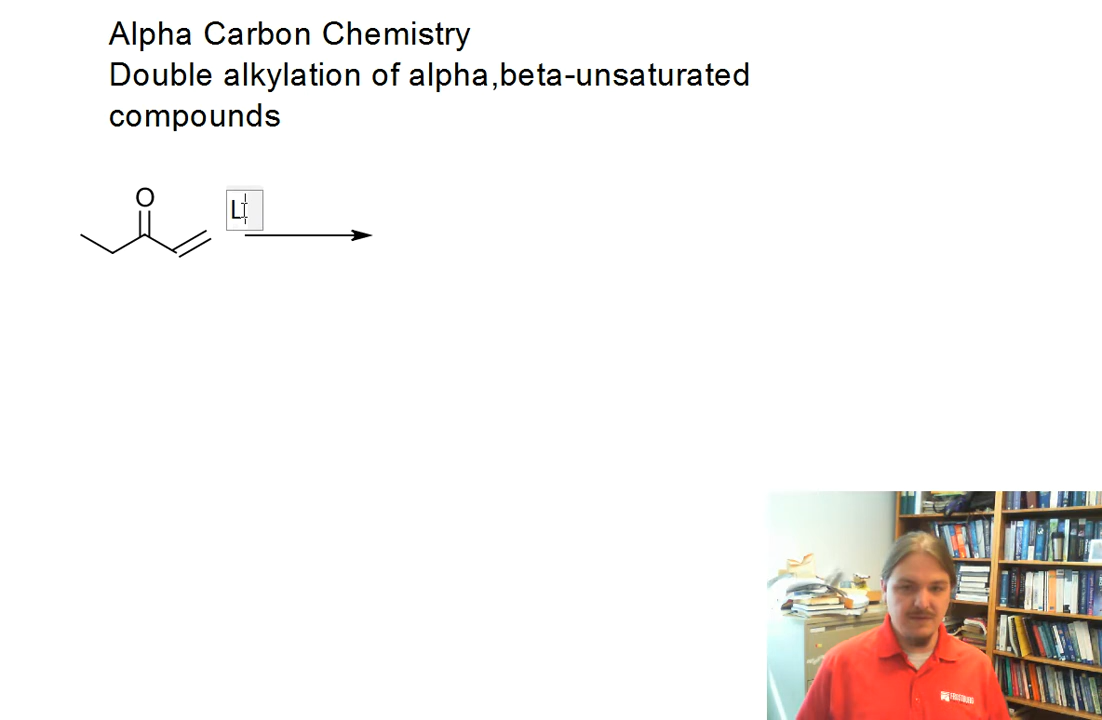 Alpha Carbon Chemistry
Double alkylation of alpha,beta-unsaturated
compounds
O
L